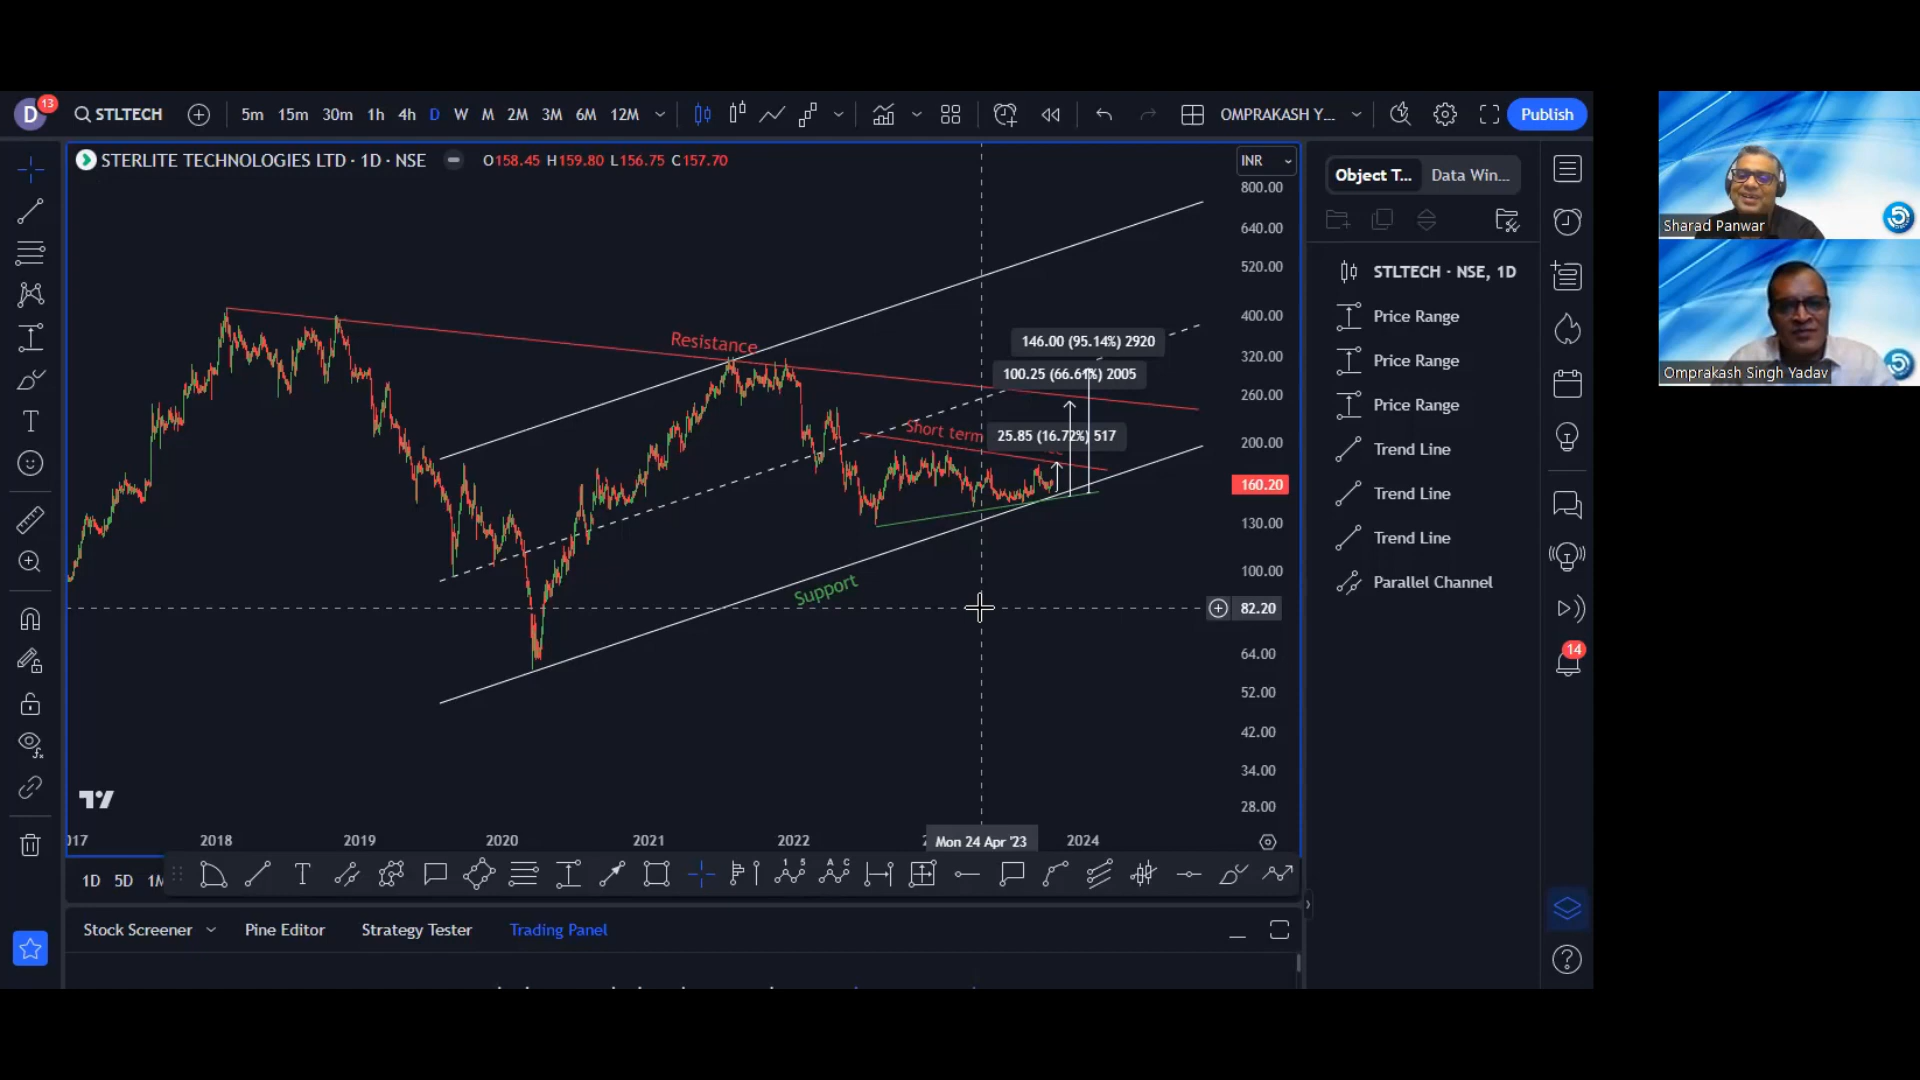 D
13
STLTECH
5m 15m 30m 1h 4h D W M 2M 3M 6M 12M
OMPRAKASH Y...
Publish
STERLITE TECHNOLOGIES LTD · 1D · NSE
O158.45 H159.80 L156.75 C157.70
INR
800.00
640.00
520.00
400.00
320.00
260.00
200.00
160.20
130.00
100.00
82.20
64.00
52.00
42.00
34.00
28.00
Resistance
146.00 (95.14%) 2920
100.25 (66.61%) 2005
Short term
25.85 (16.72%) 517
Support
2018 2019 2020 2021 2022
Mon 24 Apr '23
2024
1D 5D
Stock Screener
Pine Editor
Strategy Tester
Trading Panel
Object T...
Data Win...
STLTECH · NSE, 1D
Price Range
Price Range
Price Range
Trend Line
Trend Line
Trend Line
Parallel Channel
14
Sharad Panwar
Omprakash Singh Yadav